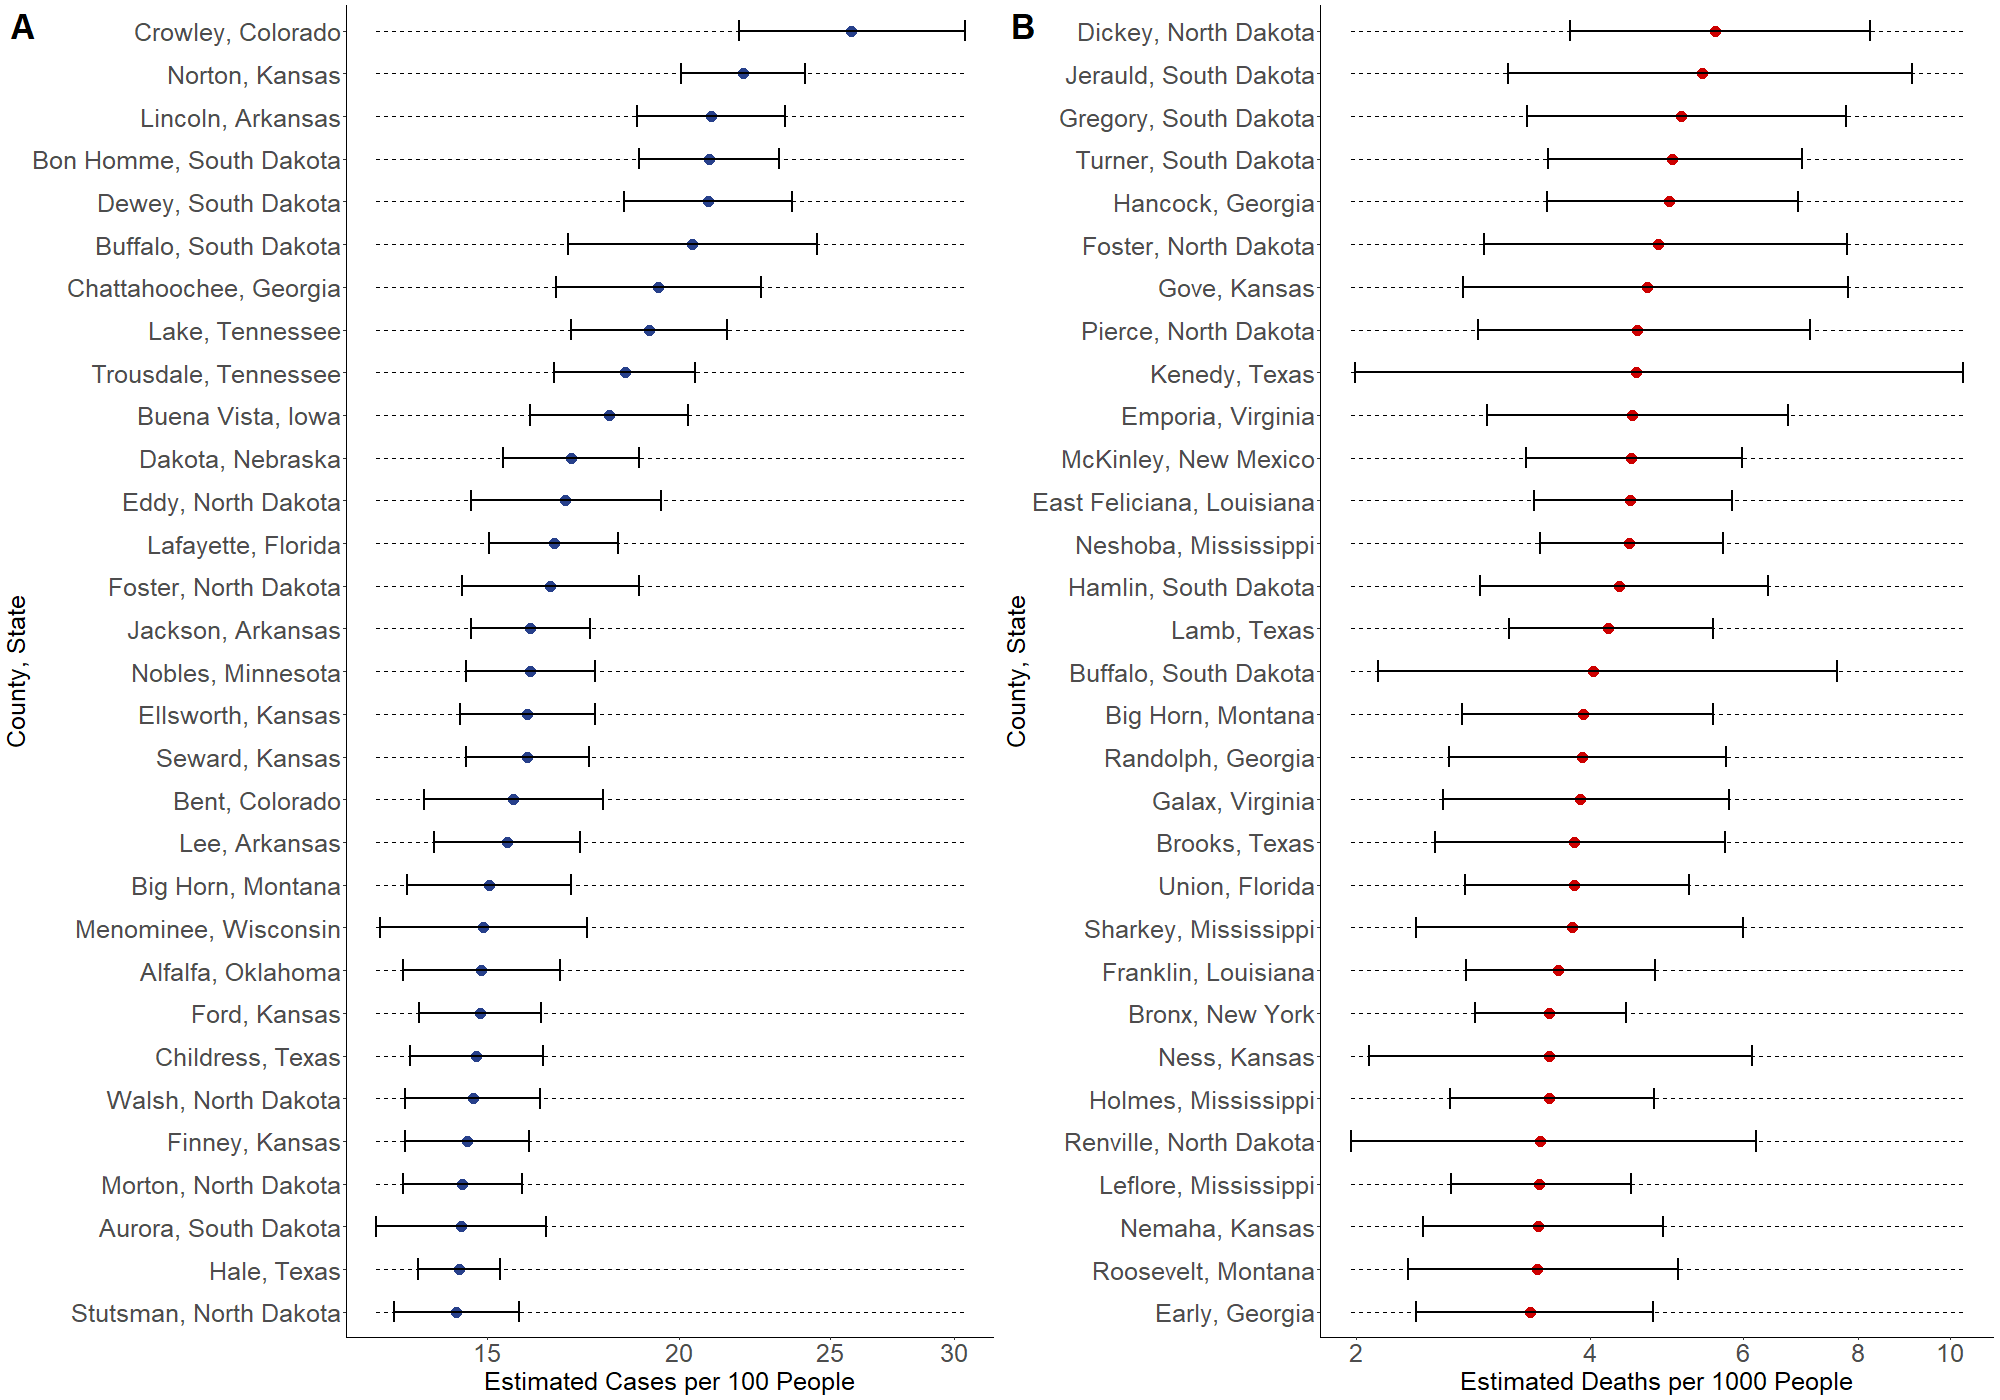 A
Crowley, Colorado
Norton, Kansas
Lincoln, Arkansas
Bon Homme, South Dakota
Dewey, South Dakota
Buffalo, South Dakota
Chattahoochee, Georgia
Lake, Tennessee
Trousdale, Tennessee
Buena Vista, Iowa
Dakota, Nebraska
Eddy, North Dakota
Lafayette, Florida
Foster, North Dakota
Jackson, Arkansas
Nobles, Minnesota
Ellsworth, Kansas
Seward, Kansas
Bent, Colorado
Lee, Arkansas
Big Horn, Montana
Menominee, Wisconsin
Alfalfa, Oklahoma
Ford, Kansas
Childress, Texas
Walsh, North Dakota
Finney, Kansas
Morton, North Dakota
Aurora, South Dakota
Hale, Texas
Stutsman, North Dakota
County, State
15 20 25 30
Estimated Cases per 100 People
B
Dickey, North Dakota
Jerauld, South Dakota
Gregory, South Dakota
Turner, South Dakota
Hancock, Georgia
Foster, North Dakota
Gove, Kansas
Pierce, North Dakota
Kenedy, Texas
Emporia, Virginia
McKinley, New Mexico
East Feliciana, Louisiana
Neshoba, Mississippi
Hamlin, South Dakota
Lamb, Texas
Buffalo, South Dakota
Big Horn, Montana
Randolph, Georgia
Galax, Virginia
Brooks, Texas
Union, Florida
Sharkey, Mississippi
Franklin, Louisiana
Bronx, New York
Ness, Kansas
Holmes, Mississippi
Renville, North Dakota
Leflore, Mississippi
Nemaha, Kansas
Roosevelt, Montana
Early, Georgia
County, State
2 4 6 8 10
Estimated Deaths per 1000 People